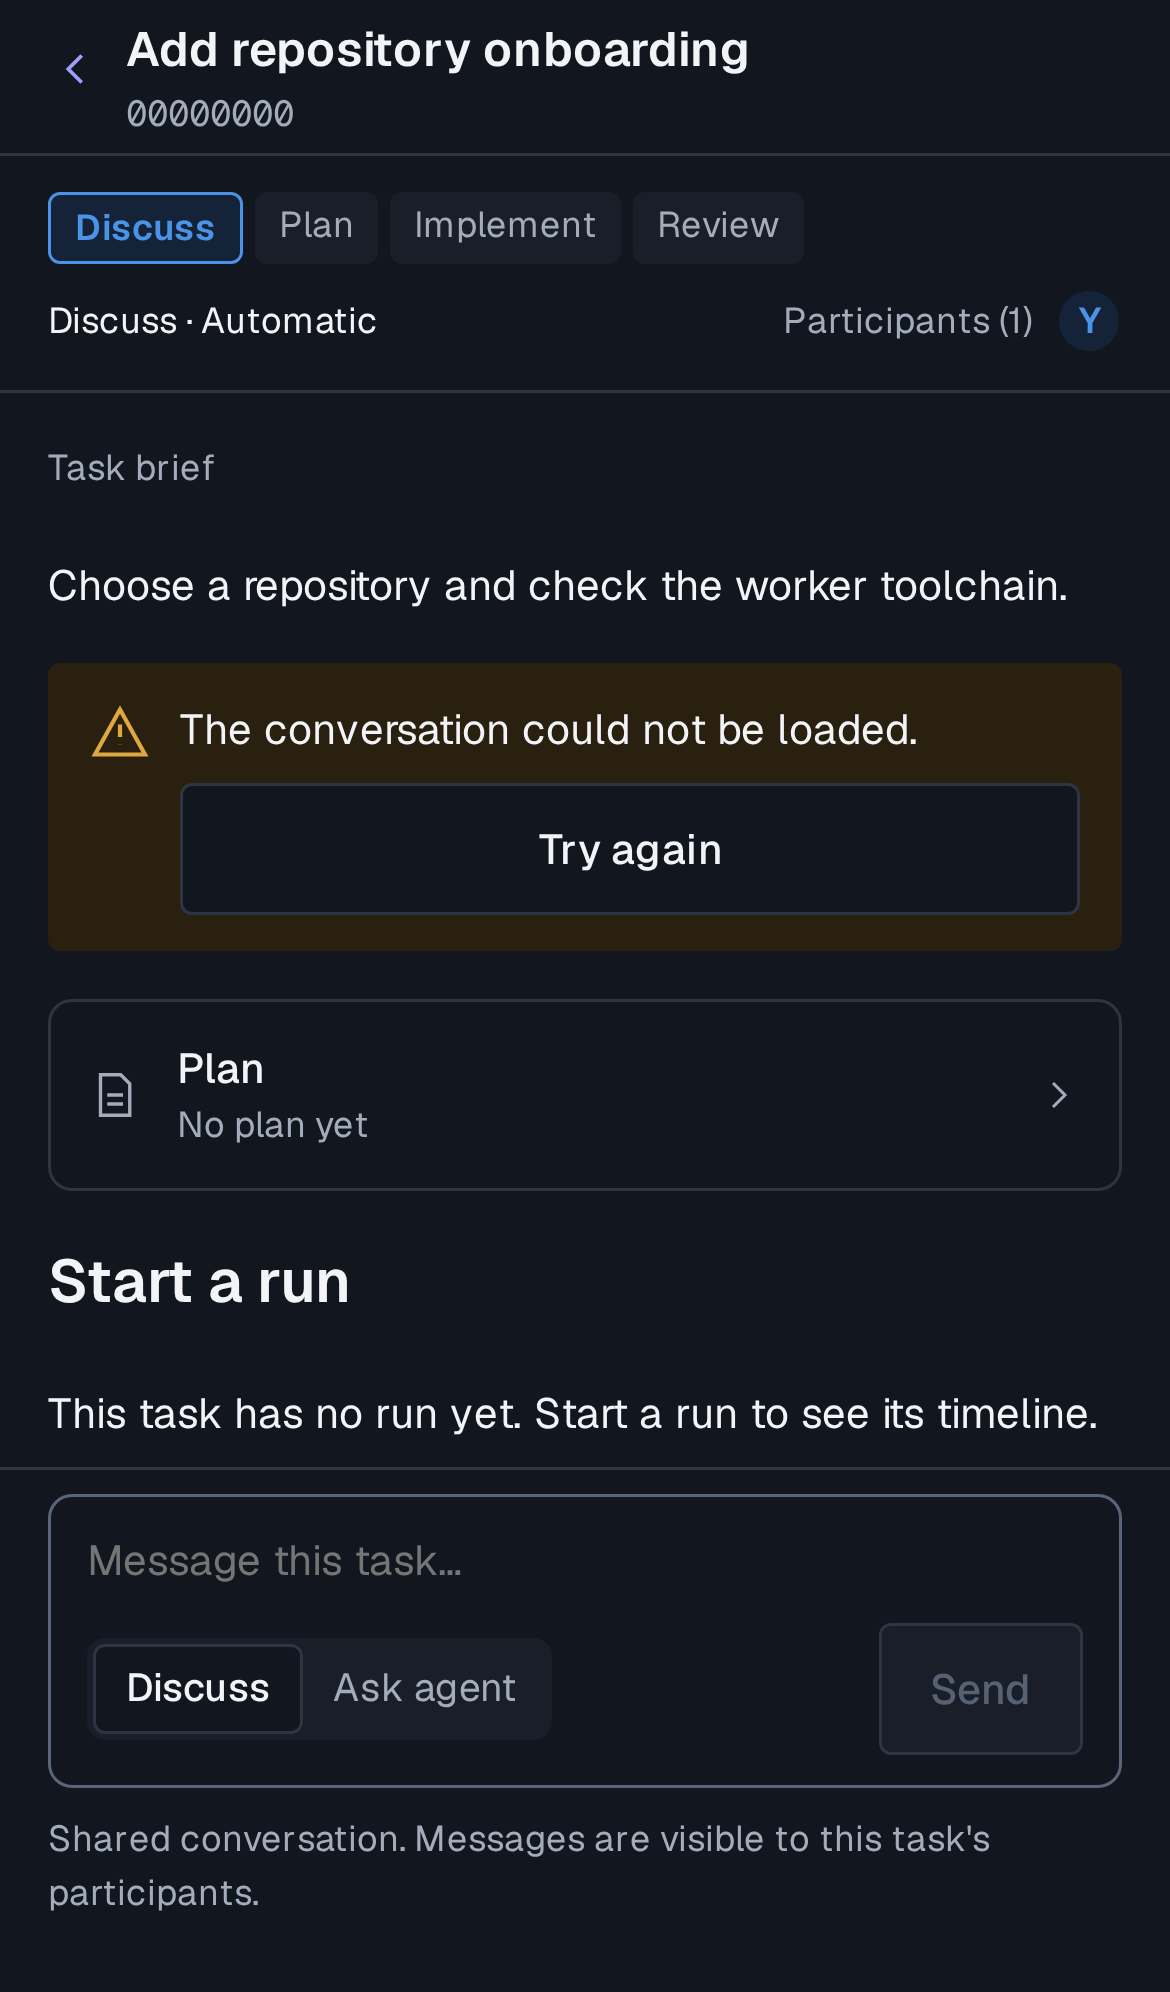 Add repository onboarding
00000000
Discuss
Plan
Implement
Review
Discuss · Automatic
Participants (1)
Y
Task brief
Choose a repository and check the worker toolchain.
The conversation could not be loaded.
Try again
Plan
No plan yet
Start a run
This task has no run yet. Start a run to see its timeline.
Message this task…
Discuss
Ask agent
Send
Shared conversation. Messages are visible to this task's
participants.